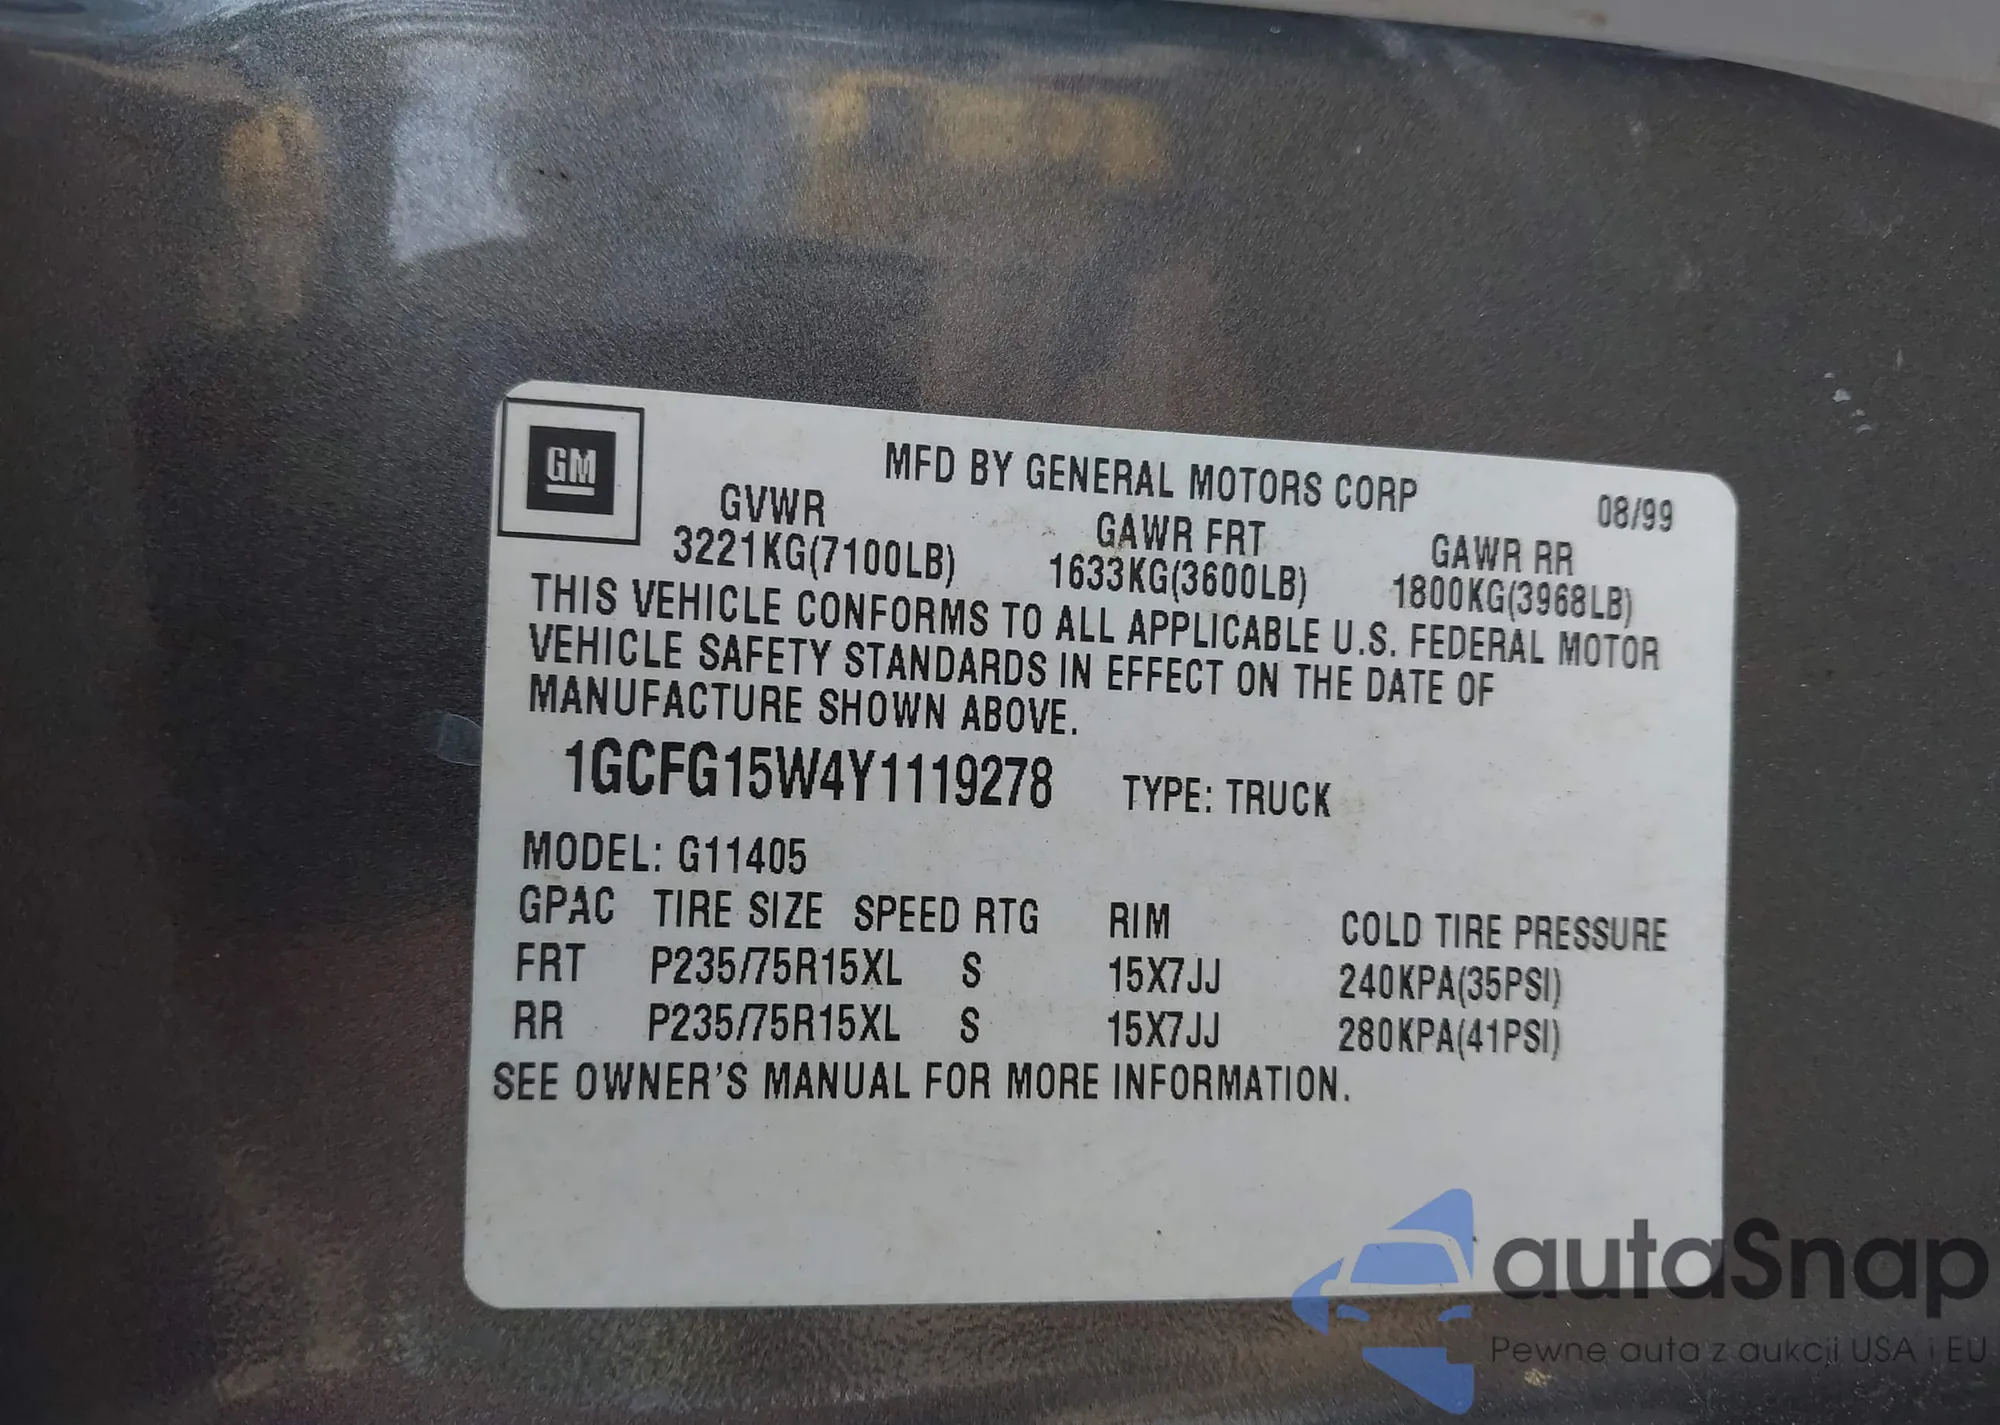 GM
MFD BY GENERAL MOTORS CORP 08/99
GVWR GAWR FRT GAWR RR
3221KG(7100LB) 1633KG(3600LB) 1800KG(3968LB)
THIS VEHICLE CONFORMS TO ALL APPLICABLE U.S. FEDERAL MOTOR
VEHICLE SAFETY STANDARDS IN EFFECT ON THE DATE OF
MANUFACTURE SHOWN ABOVE.
1GCFG15W4Y1119278 TYPE: TRUCK
MODEL: G11405
GPAC TIRE SIZE SPEED RTG RIM COLD TIRE PRESSURE
FRT P235/75R15XL S 15X7JJ 240KPA(35PSI)
RR P235/75R15XL S 15X7JJ 280KPA(41PSI)
SEE OWNER'S MANUAL FOR MORE INFORMATION.
autaSnap
Pewne auta z aukcji USA i EU